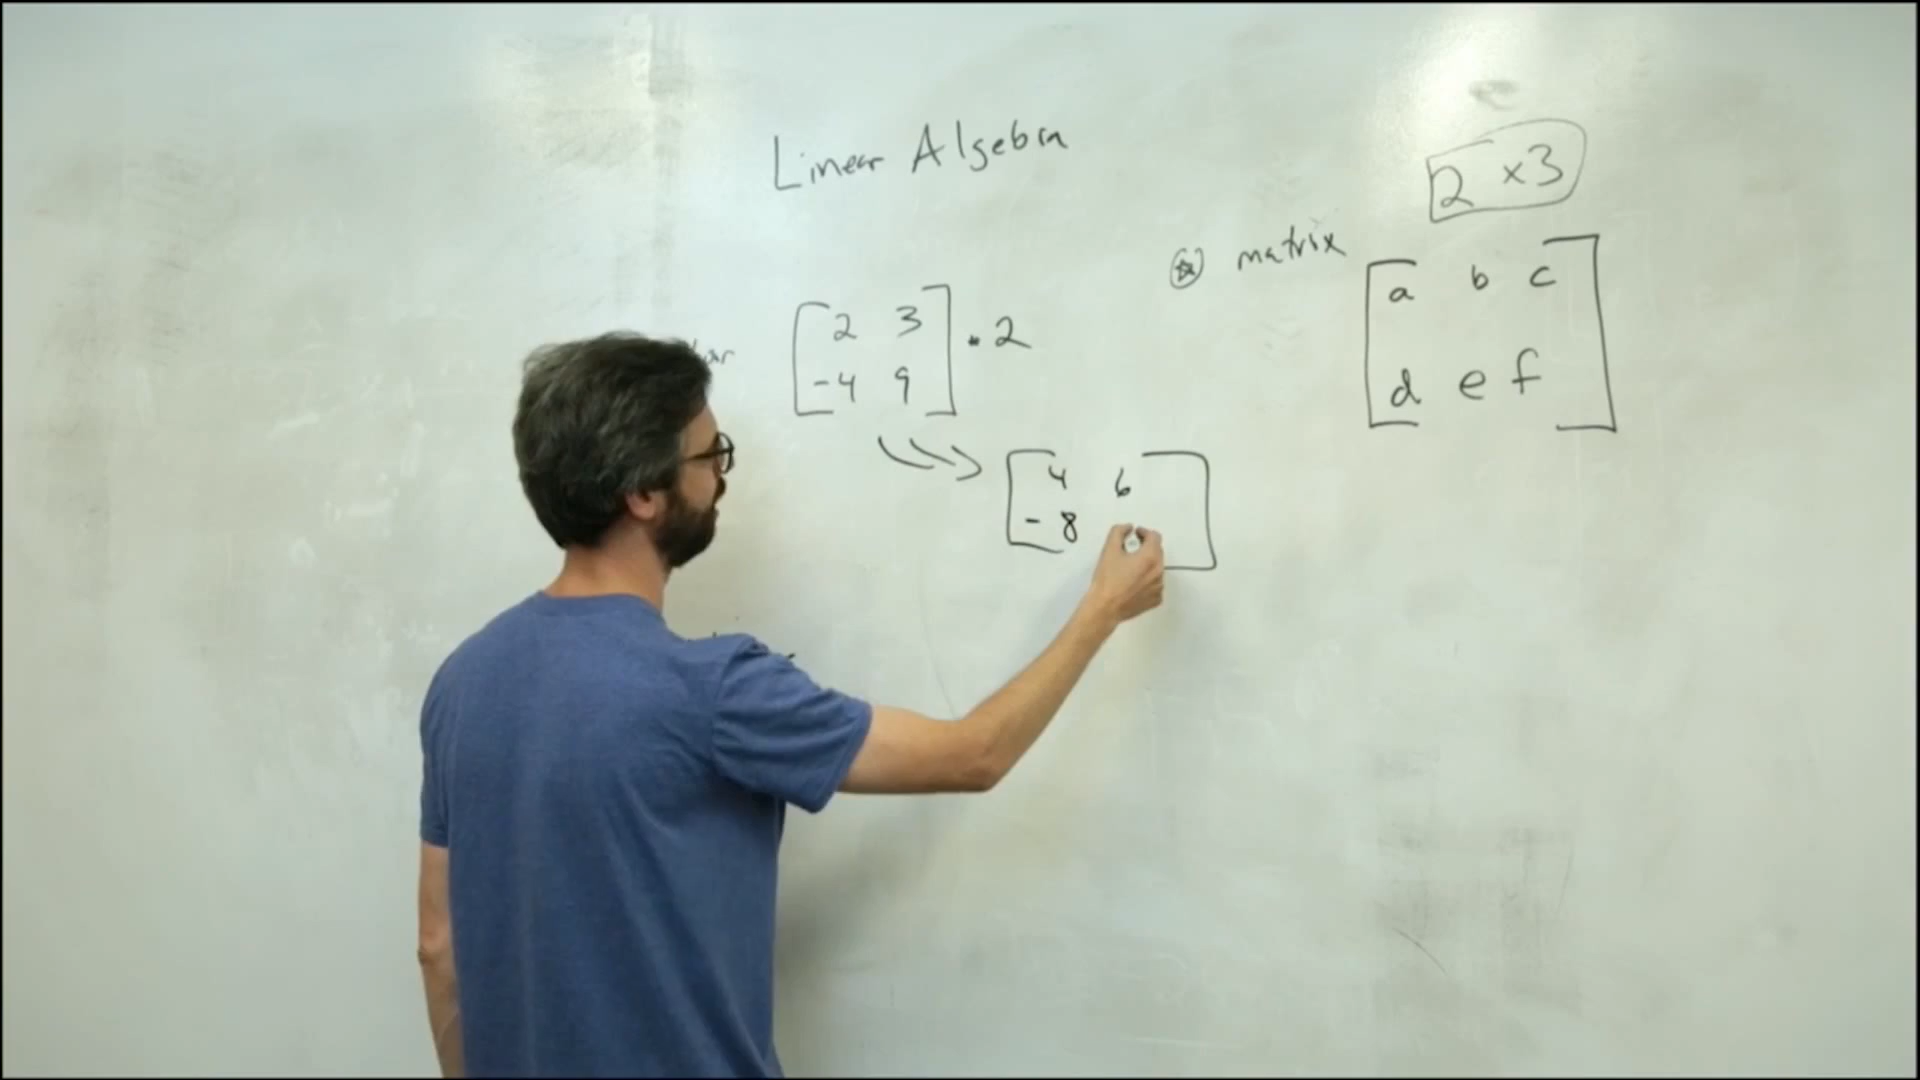 Linear Algebra
2 x3
matrix
a b c
d e f
2 3
-4 9
. 2
4 6
- 8